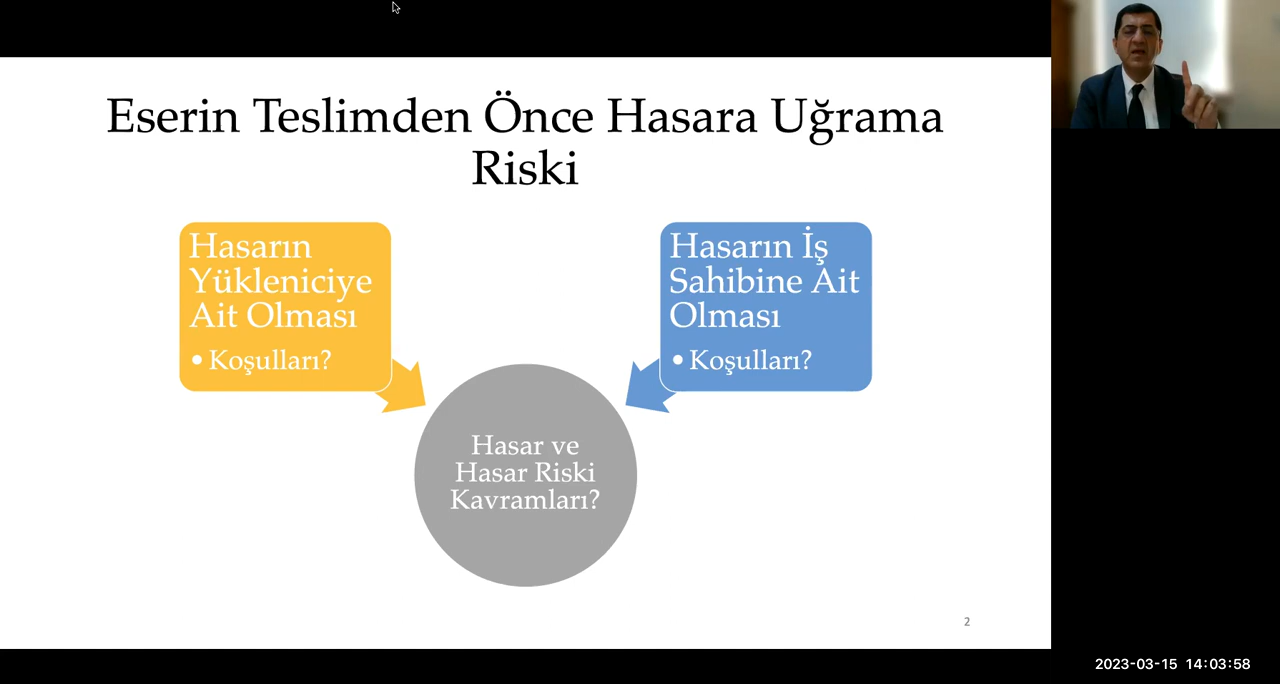 Eserin Teslimden Önce Hasara Uğrama
Riski
Hasarın
Yükleniciye
Ait Olması
• Koşulları?
Hasarın İş
Sahibine Ait
Olması
• Koşulları?
Hasar ve
Hasar Riski
Kavramları?
2
2023-03-15 14:03:58